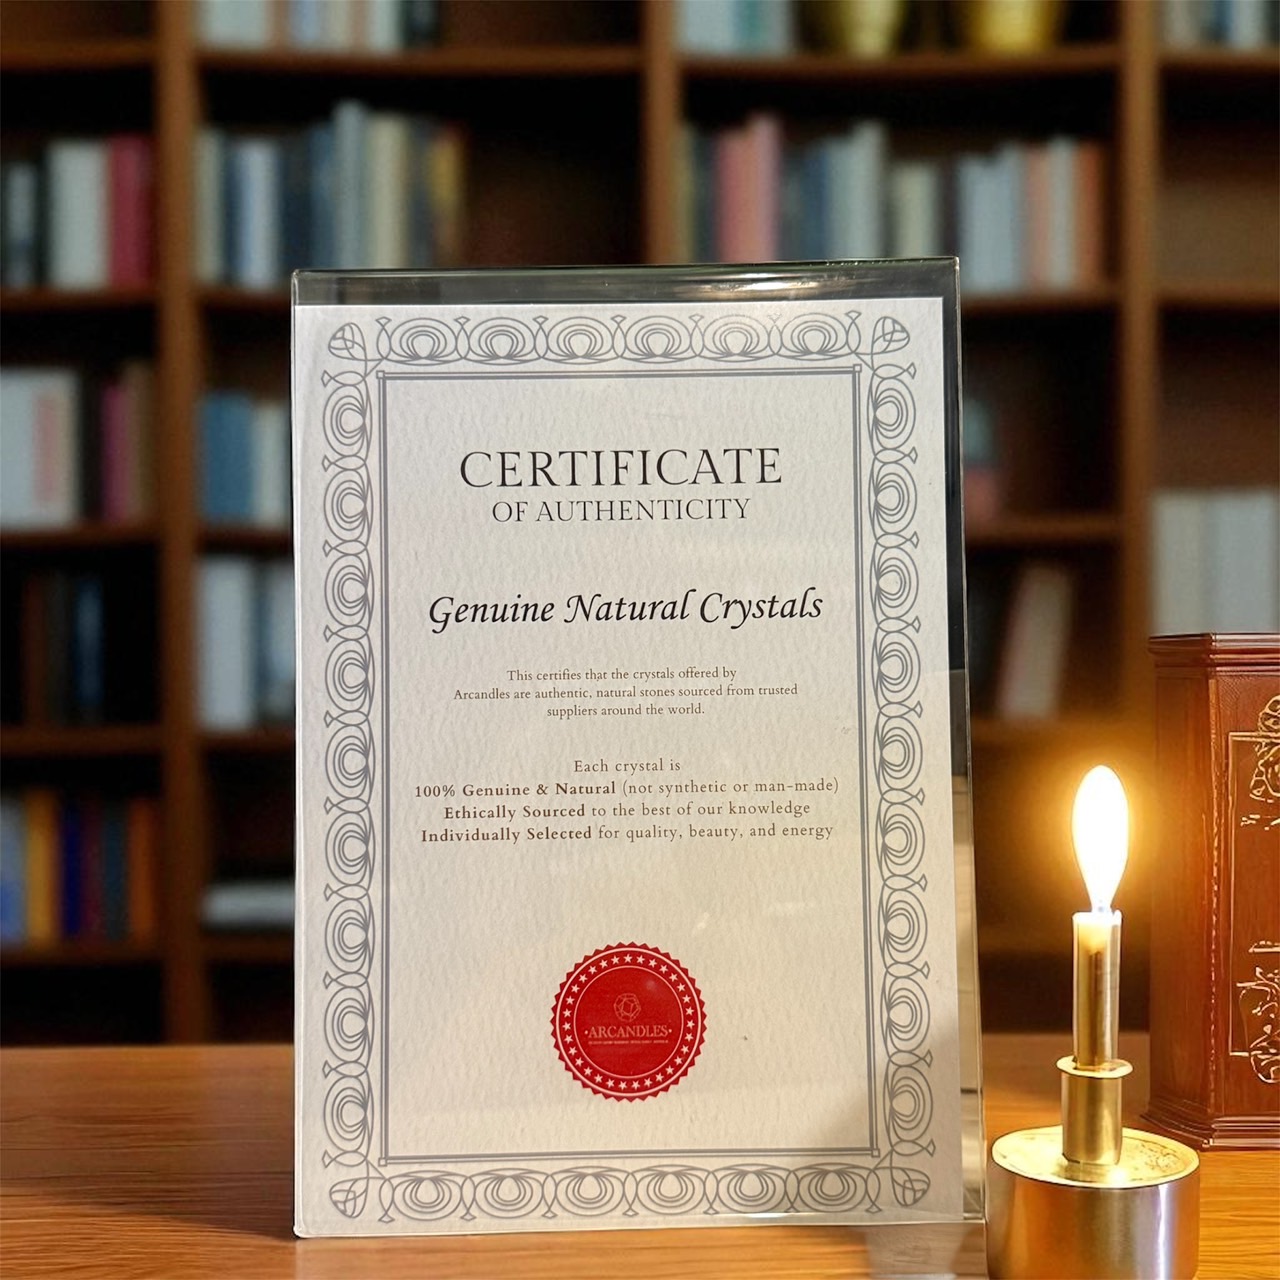 CERTIFICATE
OF AUTHENTICITY
Genuine Natural Crystals
This certifies that the crystals offered by
Arcandles are authentic, natural stones sourced from trusted
suppliers around the world.
Each crystal is
100% Genuine & Natural (not synthetic or man-made)
Ethically Sourced to the best of our knowledge
Individually Selected for quality, beauty, and energy
•ARCANDLES•